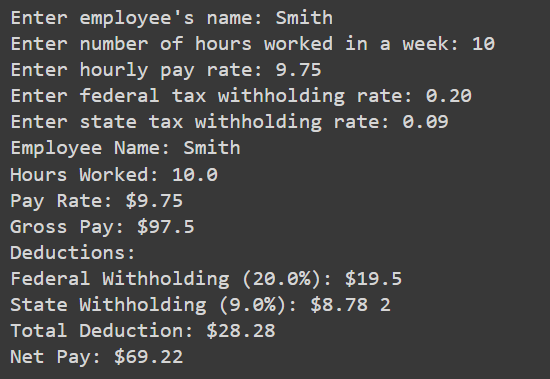 Enter employee's name: Smith
Enter number of hours worked in a week: 10
Enter hourly pay rate: 9.75
Enter federal tax withholding rate: 0.20
Enter state tax withholding rate: 0.09
Employee Name: Smith
Hours Worked: 10.0
Pay Rate: $9.75
Gross Pay: $97.5
Deductions:
Federal Withholding (20.0%): $19.5
State Withholding (9.0%): $8.78 2
Total Deduction: $28.28
Net Pay: $69.22